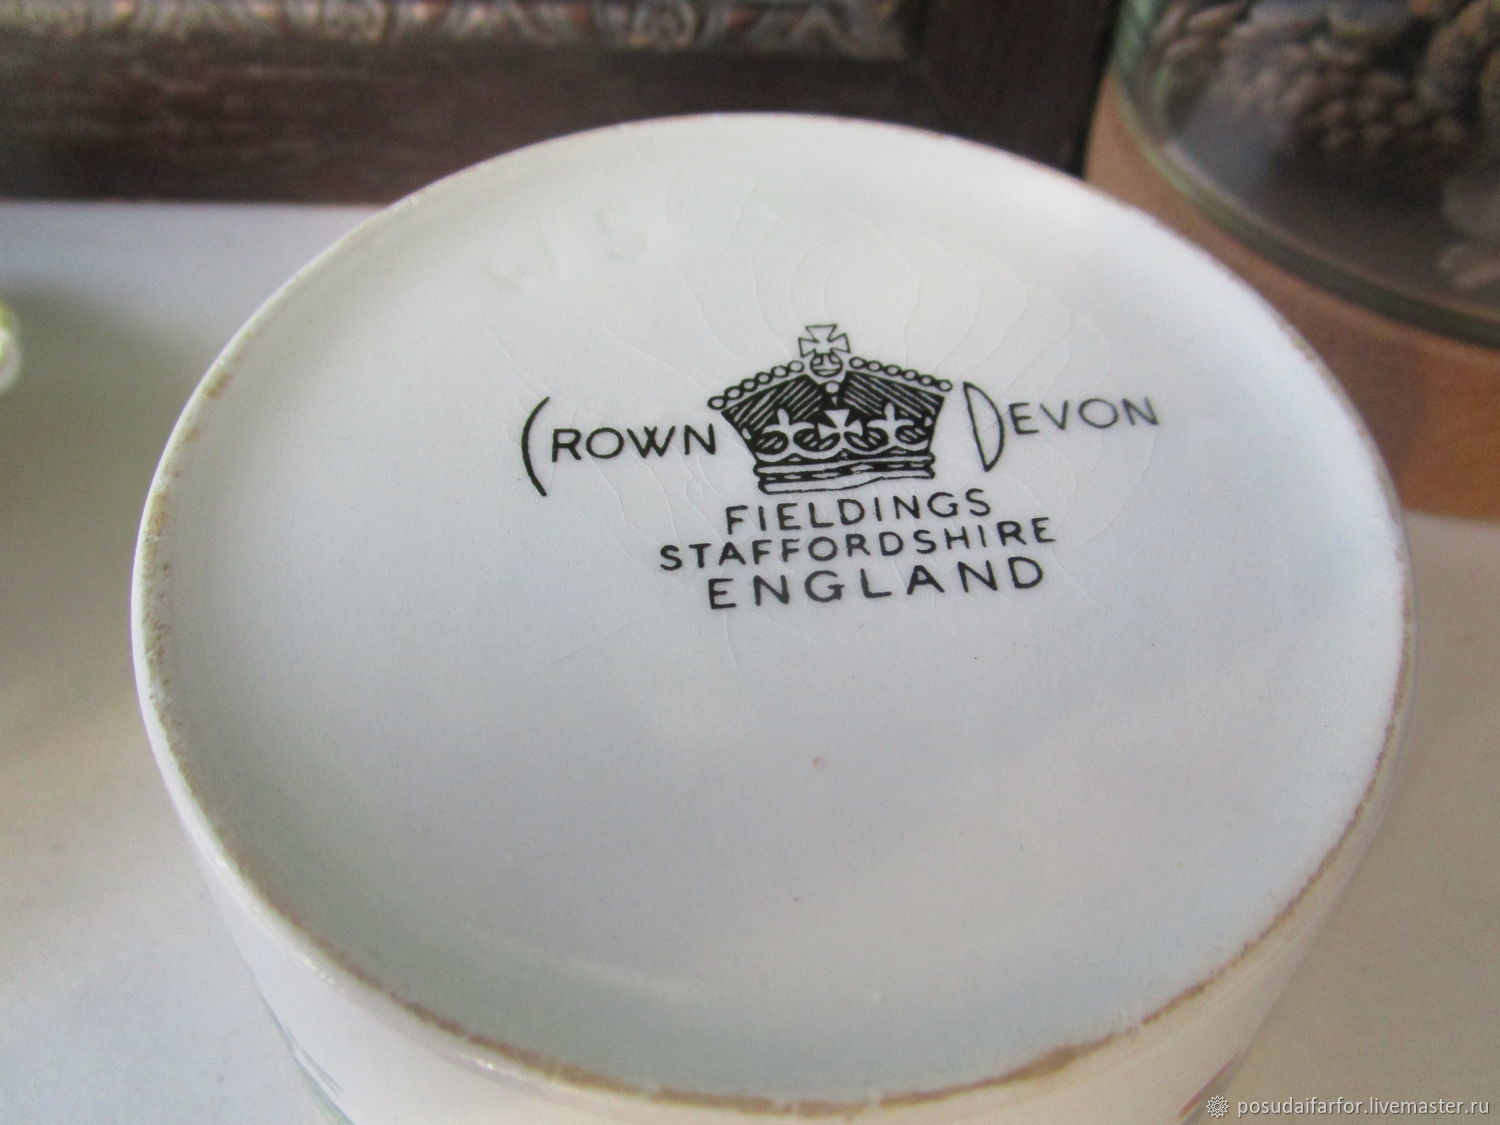 CROWN DEVON
FIELDINGS
STAFFORDSHIRE
ENGLAND
posudaifarfor.livemaster.ru